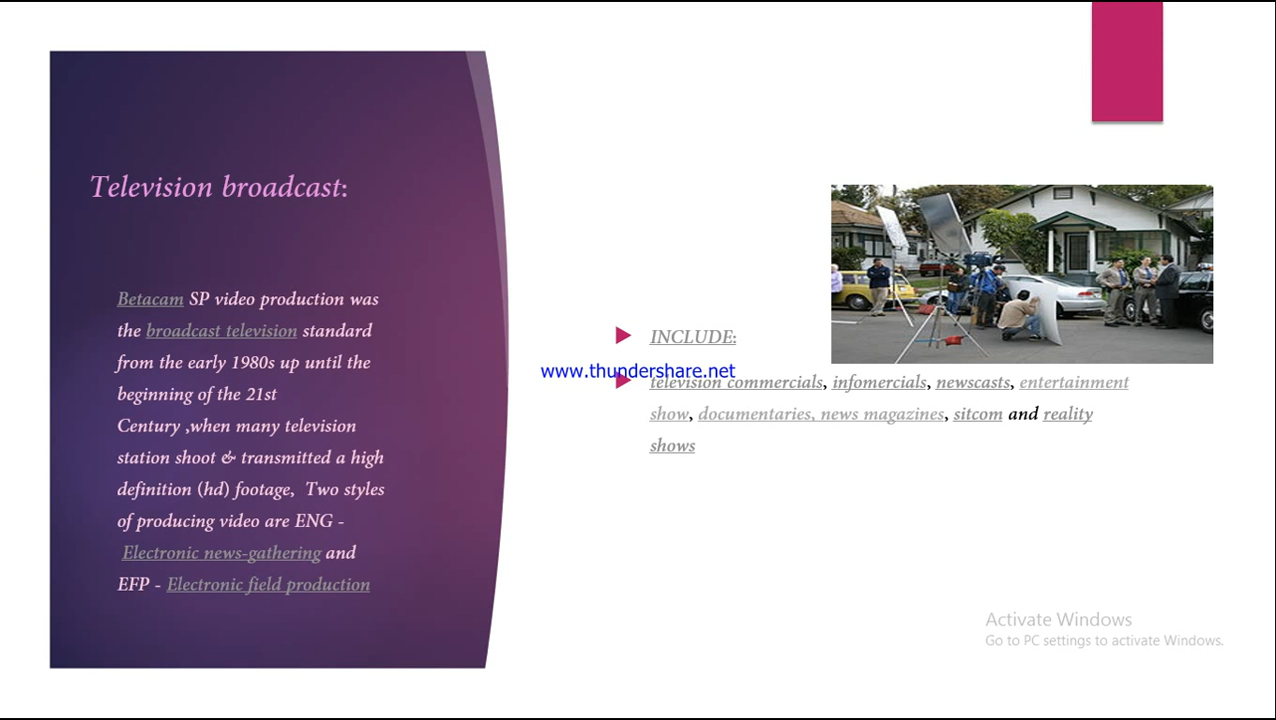 Television broadcast:
Betacam SP video production was
the broadcast television standard
from the early 1980s up until the
beginning of the 21st
Century ,when many television
station shoot & transmitted a high
definition (hd) footage, Two styles
of producing video are ENG -
Electronic news-gathering and
EFP - Electronic field production
INCLUDE:
www.thundershare.net
television commercials, infomercials, newscasts, entertainment
show, documentaries, news magazines, sitcom and reality
shows
Activate Windows
Go to PC settings to activate Windows.